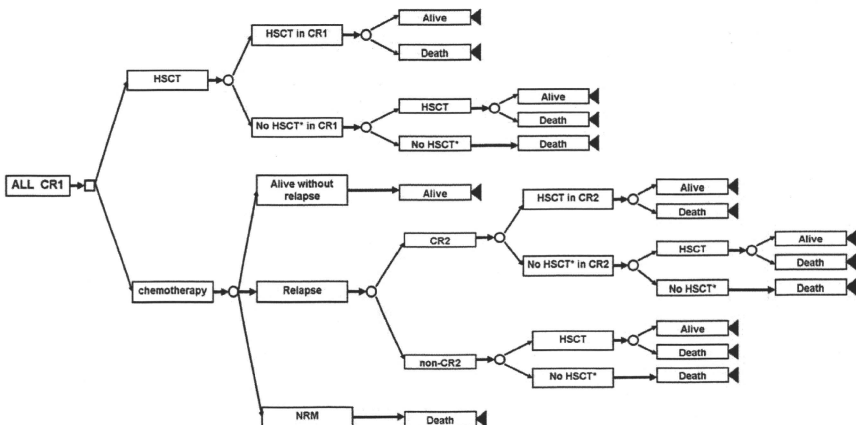 Alive
HSCT in CR1
Death
HSCT
Alive
HSCT
No HSCT* in CR1
Death
No HSCT*
Death
ALL CR1
Alive without
relapse
Alive
Alive
HSCT in CR2
Death
CR2
Alive
HSCT
No HSCT* in CR2
Death
No HSCT*
Death
chemotherapy
Relapse
Alive
HSCT
Death
non-CR2
No HSCT*
Death
NRM
Death